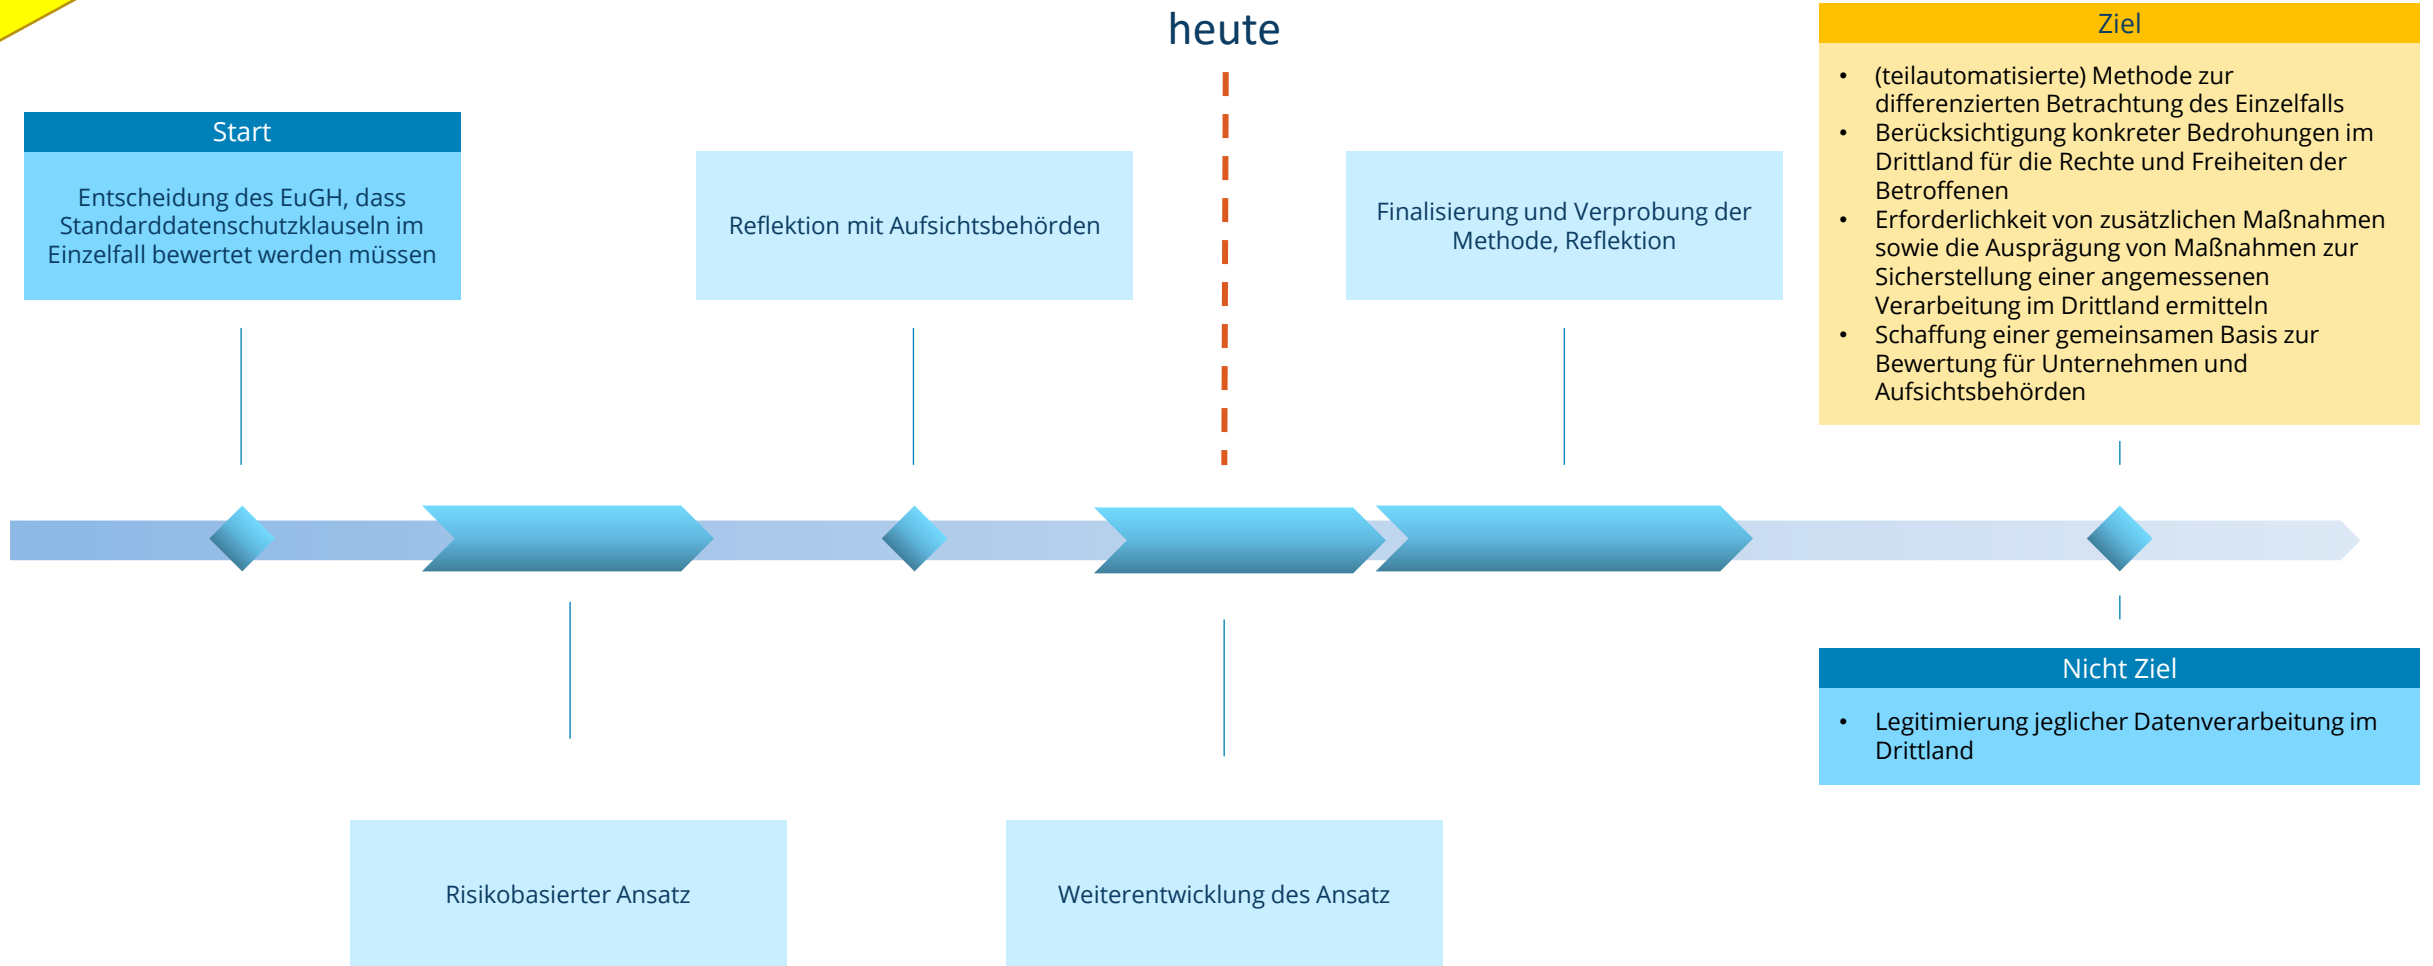 heute
Start
Entscheidung des EuGH, dass
Standarddatenschutzklauseln im
Einzelfall bewertet werden müssen
Reflektion mit Aufsichtsbehörden
Finalisierung und Verprobung der
Methode, Reflektion
Ziel
• (teilautomatisierte) Methode zur
differenzierten Betrachtung des Einzelfalls
• Berücksichtigung konkreter Bedrohungen im
Drittland für die Rechte und Freiheiten der
Betroffenen
• Erforderlichkeit von zusätzlichen Maßnahmen
sowie die Ausprägung von Maßnahmen zur
Sicherstellung einer angemessenen
Verarbeitung im Drittland ermitteln
• Schaffung einer gemeinsamen Basis zur
Bewertung für Unternehmen und
Aufsichtsbehörden
Nicht Ziel
• Legitimierung jeglicher Datenverarbeitung im
Drittland
Risikobasierter Ansatz
Weiterentwicklung des Ansatz